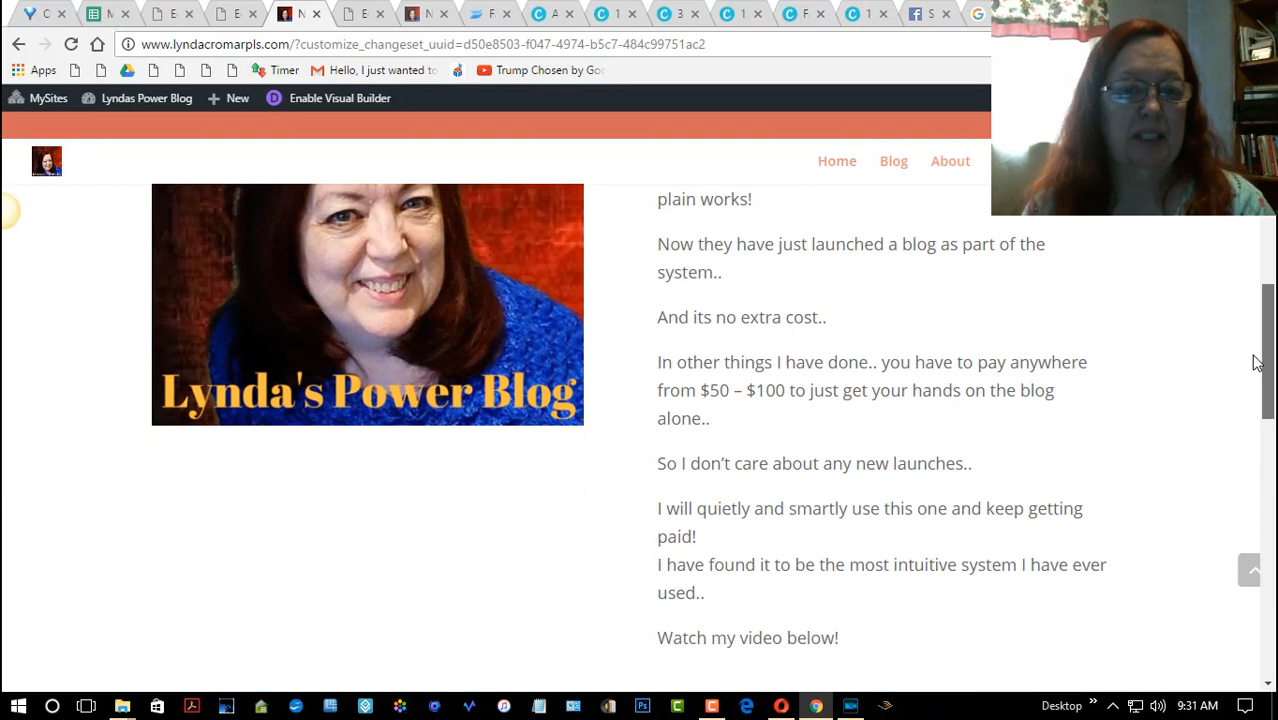 C
M
E
E
N
E
N
F
A
1
3
1
F
1
S
www.lyndacromarpls.com/?customize_changeset_uuid=d50e8503-f047-4974-b5c7-484c99751ac2
Apps
Timer
Hello, I just wanted to
Trump Chosen by Go
MySites
Lyndas Power Blog
New
Enable Visual Builder
Home
Blog
About
plain works!
Now they have just launched a blog as part of the
system..
And its no extra cost..
In other things I have done.. you have to pay anywhere
from $50 – $100 to just get your hands on the blog
alone..
So I don’t care about any new launches..
I will quietly and smartly use this one and keep getting
paid!
I have found it to be the most intuitive system I have ever
used..
Watch my video below!
Lynda's Power Blog
Desktop
9:31 AM